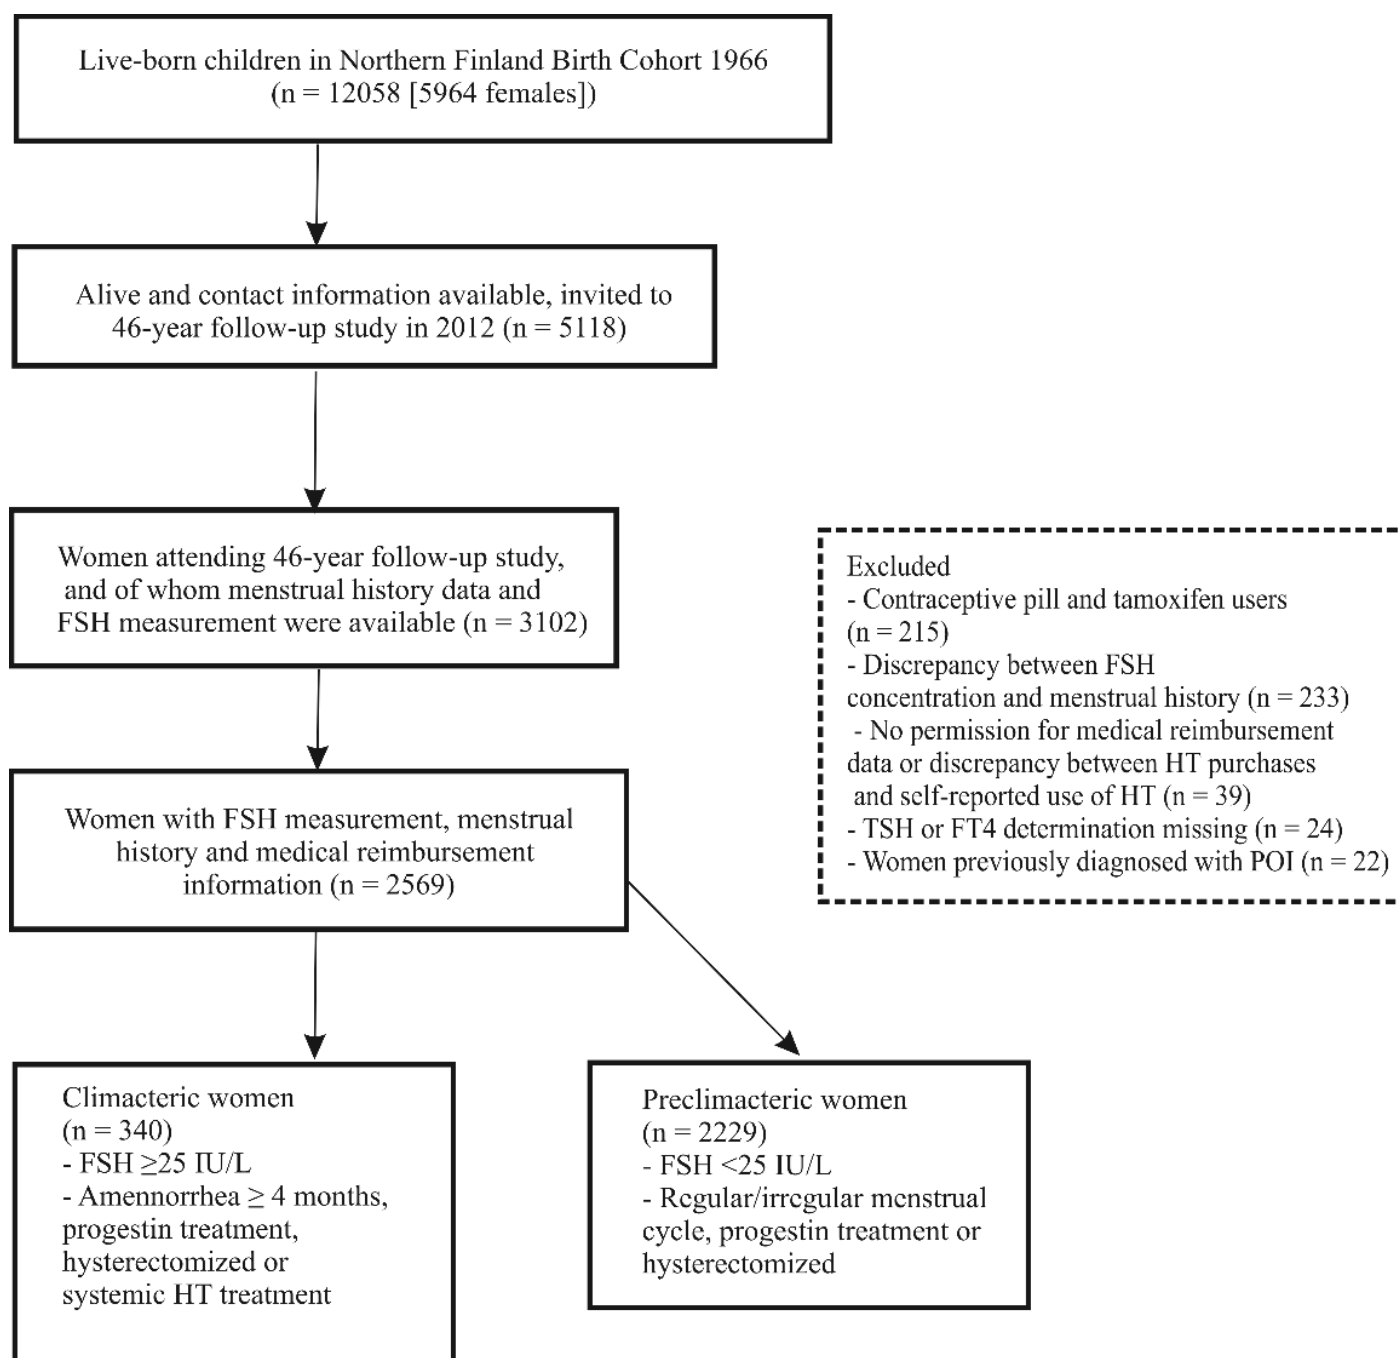 Live-born children in Northern Finland Birth Cohort 1966
(n = 12058 [5964 females])
Alive and contact information available, invited to
46-year follow-up study in 2012 (n = 5118)
Women attending 46-year follow-up study,
and of whom menstrual history data and
FSH measurement were available (n = 3102)
Excluded
- Contraceptive pill and tamoxifen users
(n = 215)
- Discrepancy between FSH
concentration and menstrual history (n = 233)
- No permission for medical reimbursement
data or discrepancy between HT purchases
and self-reported use of HT (n = 39)
- TSH or FT4 determination missing (n = 24)
- Women previously diagnosed with POI (n = 22)
Women with FSH measurement, menstrual
history and medical reimbursement
information (n = 2569)
Climacteric women
(n = 340)
- FSH ≥25 IU/L
- Amennorrhea ≥ 4 months,
progestin treatment,
hysterectomized or
systemic HT treatment
Preclimacteric women
(n = 2229)
- FSH <25 IU/L
- Regular/irregular menstrual
cycle, progestin treatment or
hysterectomized